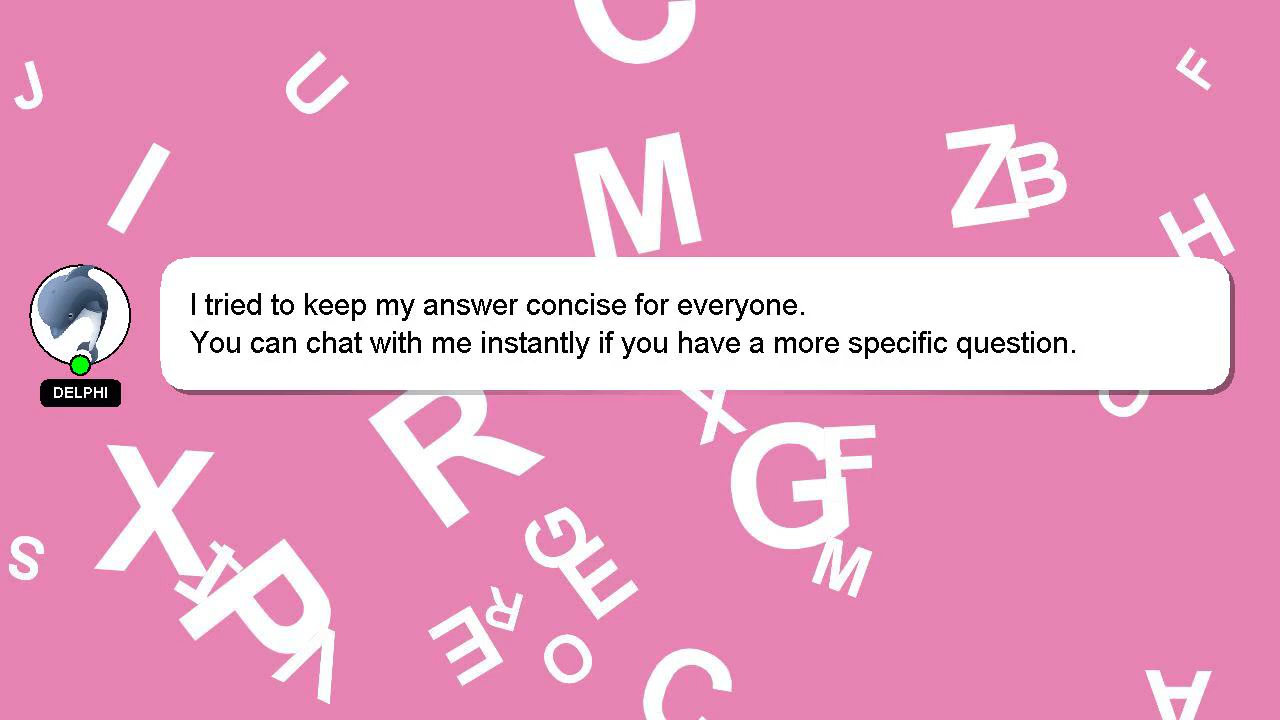 C
J
U
F
I
M
Z
B
H
I tried to keep my answer concise for everyone.
You can chat with me instantly if you have a more specific question.
DELPHI
R
X
O
G
F
M
X
S
I
P
V
G
E
R
E
O
C
M
A